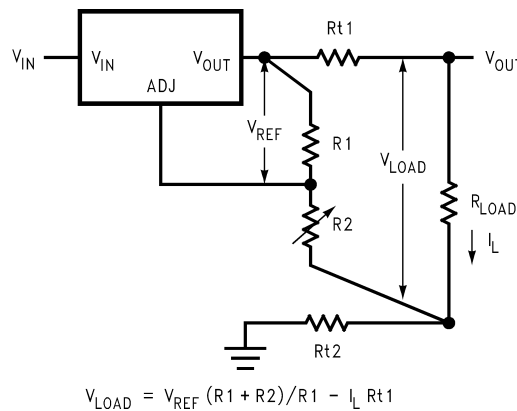 Rt1
V_IN
V_IN
V_OUT
V_OUT
ADJ
V_REF
R1
V_LOAD
R2
R_LOAD
I_L
Rt2
V_LOAD = V_REF (R1 + R2)/R1 − I_L Rt1